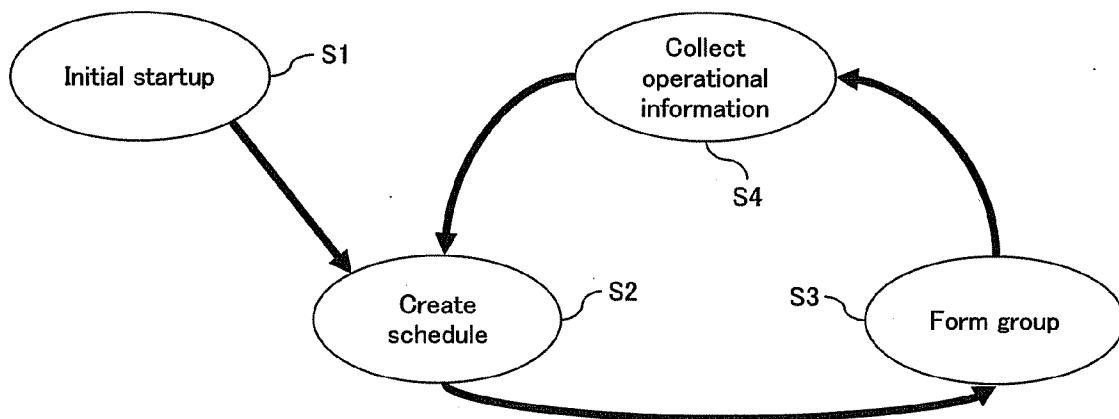 Initial startup
S1
Collect
operational
information
S4
Create
schedule
S2
S3
Form group